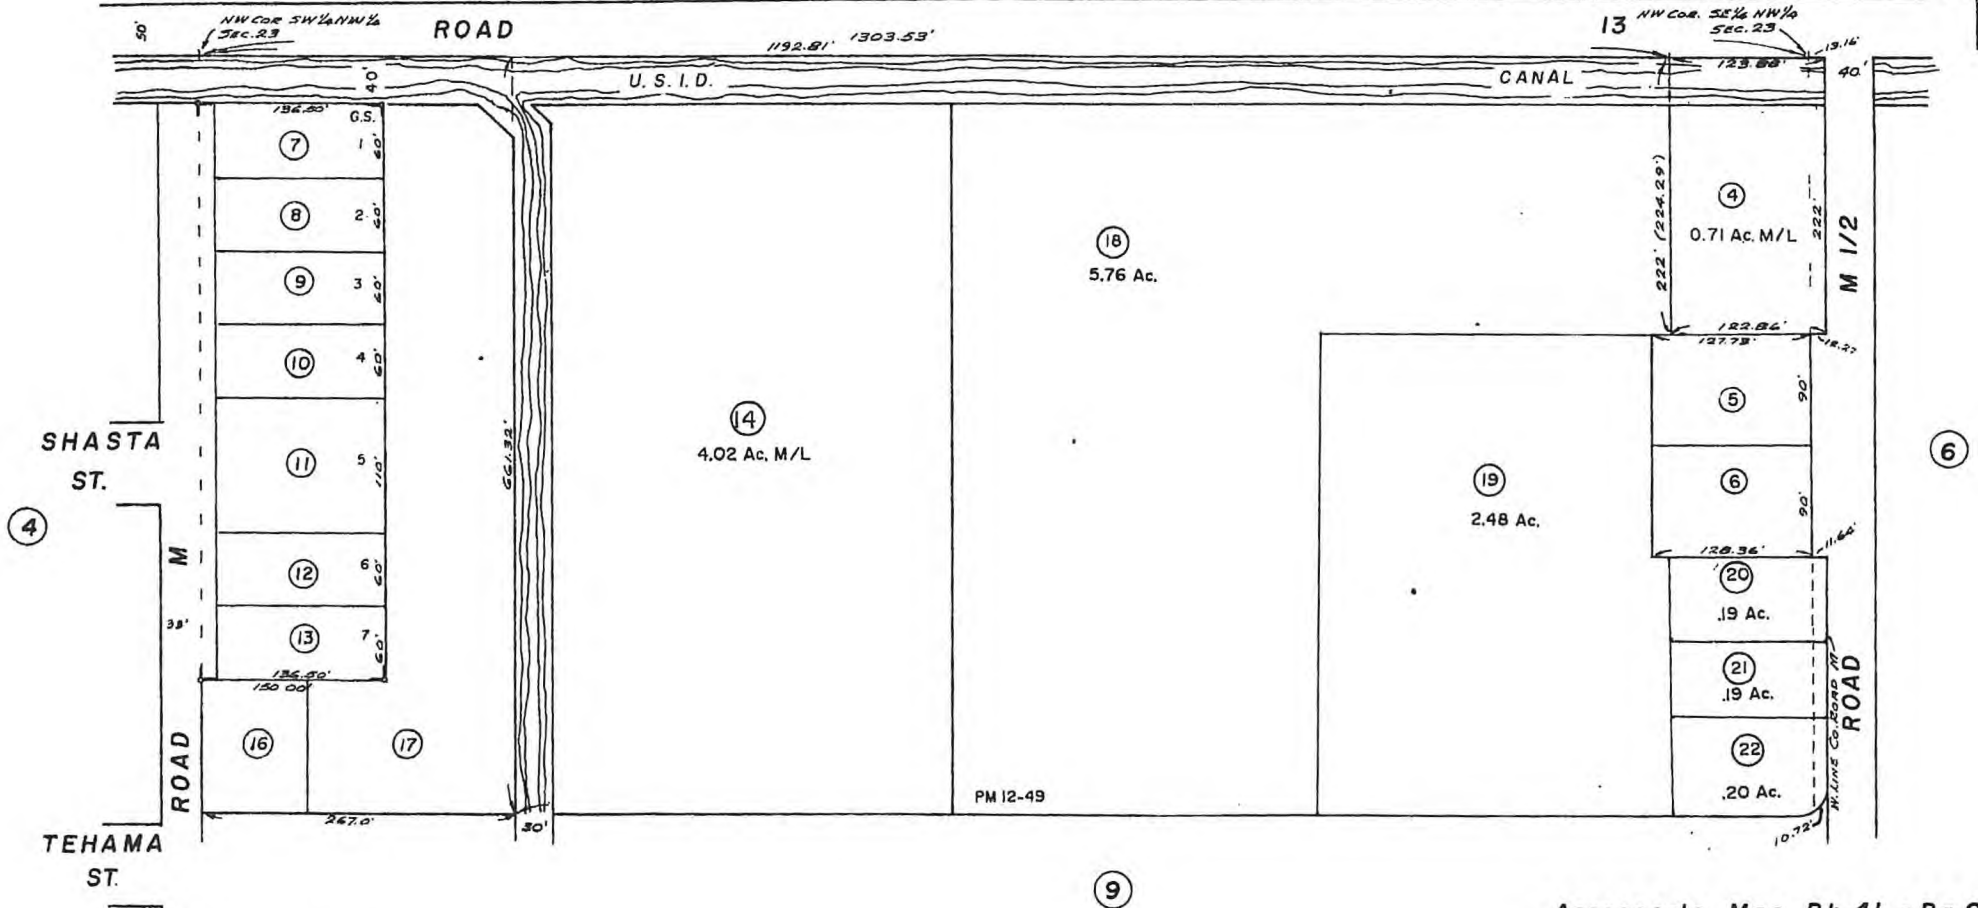 50'
NW COR SW¼NW¼
SEC. 23
ROAD
1192.81' 1303.53'
13
NW COR. SE¼ NW¼
SEC. 23
13.16'
123.88'
40'
40'
U. S. I. D.
CANAL
136.50'
G.S.
7
1
60'
8
2
60'
9
3
60'
10
4
60'
11
5
110'
12
6
60'
13
7
60'
136.50'
150.00'
16
17
267.0'
30'
661.32'
14
4.02 Ac. M/L
18
5.76 Ac.
PM 12-49
19
2.48 Ac.
222' (224.29')
4
0.71 Ac. M/L
222'
122.86'
127.73'
12.27
5
90'
6
90'
128.36'
11.64'
20
.19 Ac.
21
.19 Ac.
22
.20 Ac.
10.72'
W. LINE CO. ROAD M
M 1/2
ROAD
SHASTA
ST.
4
M
ROAD
TEHAMA
ST.
6
9